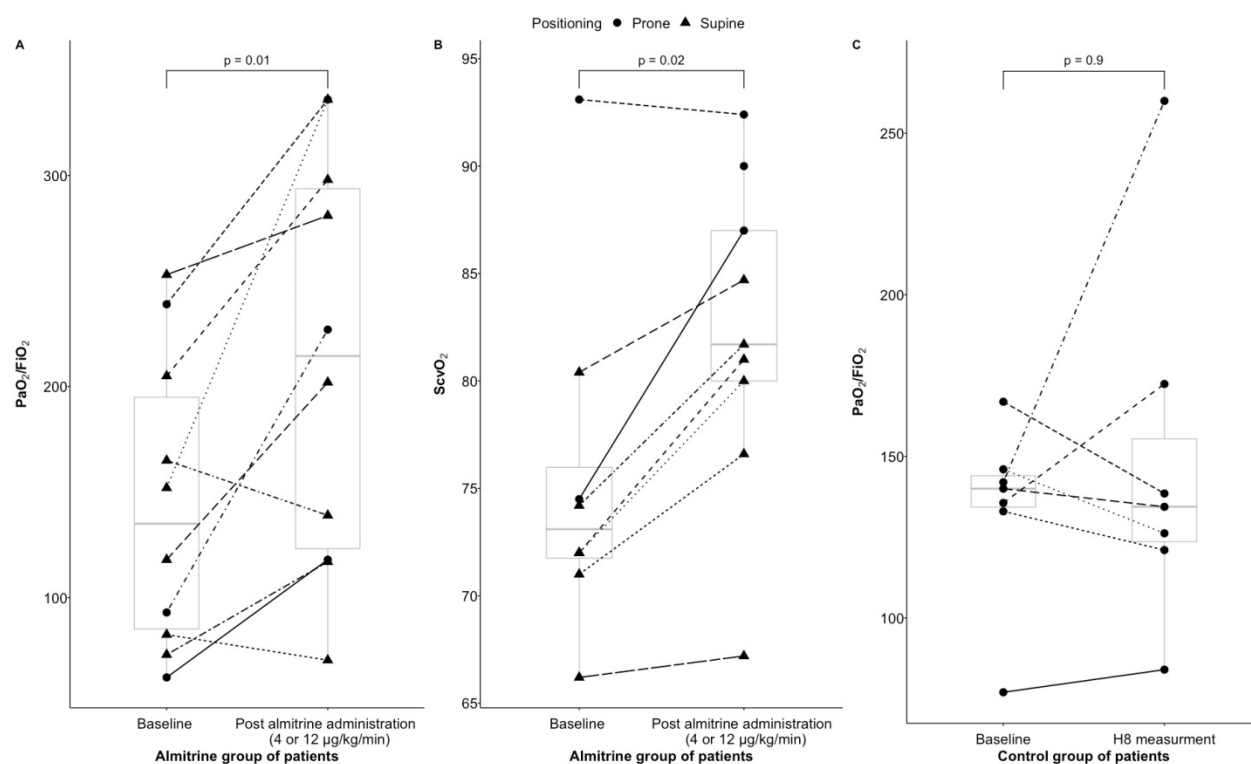 Positioning ● Prone ▲ Supine
A
p = 0.01
PaO2/FiO2
300
200
100
Baseline
Post almitrine administration
(4 or 12 µg/kg/min)
Almitrine group of patients
B
p = 0.02
ScvO2
95
90
85
80
75
70
65
Baseline
Post almitrine administration
(4 or 12 µg/kg/min)
Almitrine group of patients
C
p = 0.9
PaO2/FiO2
250
200
150
100
Baseline
H8 measurment
Control group of patients